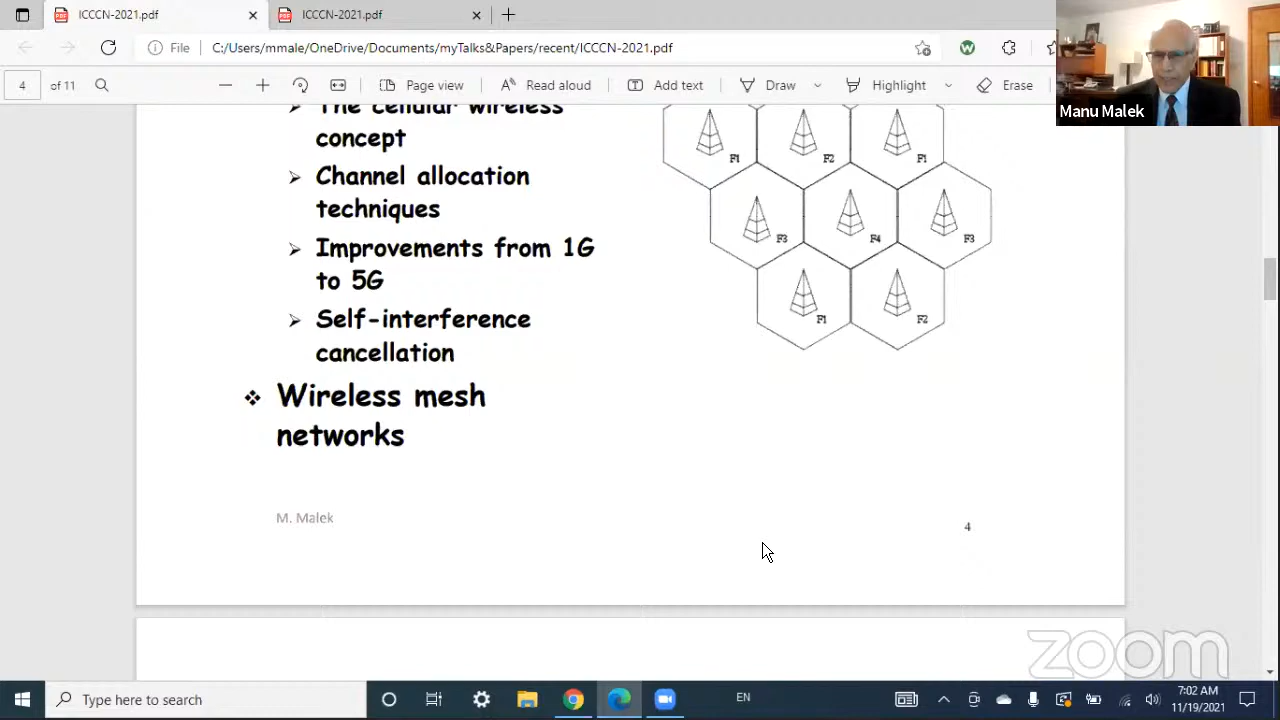 ICCCN-2021.pdf
ICCCN-2021.pdf
File
C:/Users/mmale/OneDrive/Documents/myTalks&Papers/recent/ICCCN-2021.pdf
W
4 of 11
Page view
A
Read aloud
T
Add text
Draw
Highlight
Erase
Manu Malek
The cellular wireless
concept
Channel allocation
techniques
Improvements from 1G
to 5G
Self-interference
cancellation
Wireless mesh
networks
F1 F2 F1
F3 F4 F3
F1 F2
M. Malek
4
zoom
Type here to search
EN
7:02 AM
11/19/2021